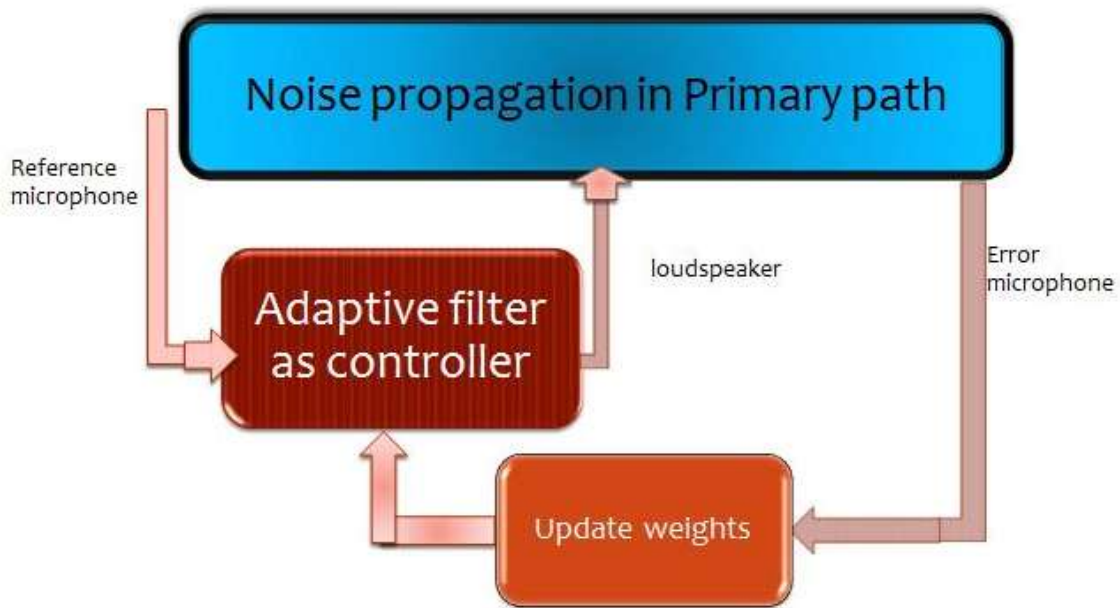 Noise propagation in Primary path
Reference
microphone
Adaptive filter
as controller
loudspeaker
Error
microphone
Update weights